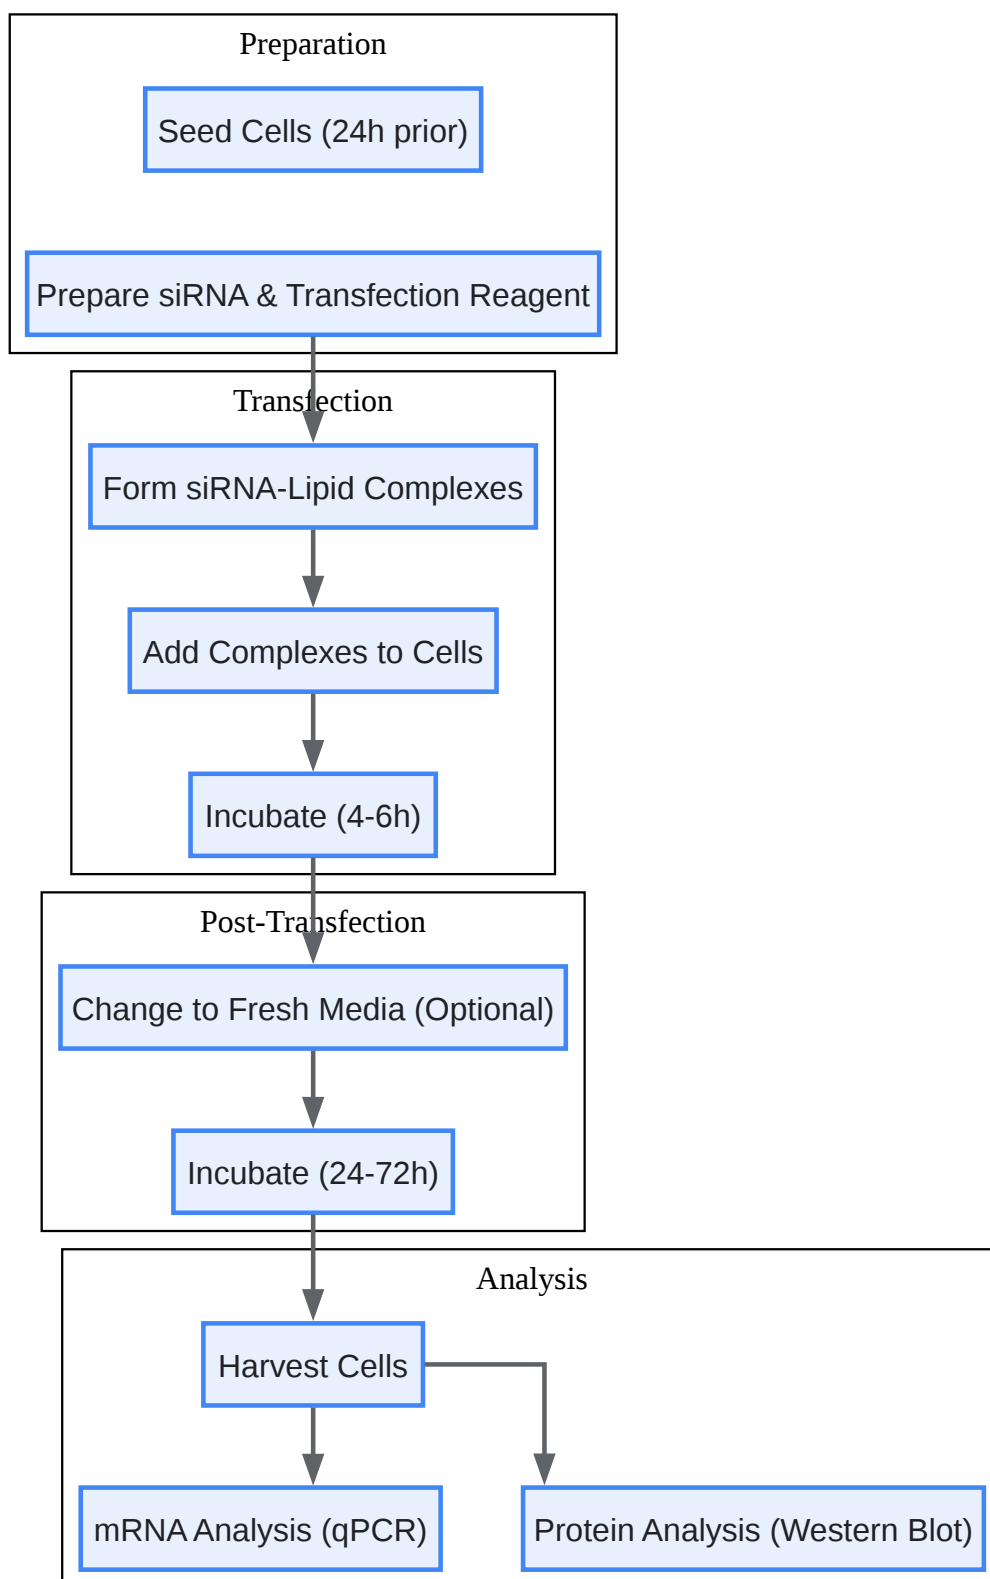 Preparation
Seed Cells (24h prior)
Prepare siRNA & Transfection Reagent
Transfection
Form siRNA-Lipid Complexes
Add Complexes to Cells
Incubate (4-6h)
Post-Transfection
Change to Fresh Media (Optional)
Incubate (24-72h)
Analysis
Harvest Cells
mRNA Analysis (qPCR)
Protein Analysis (Western Blot)